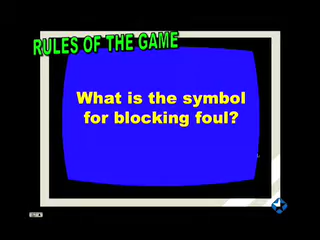 RULES OF THE GAME
What is the symbol
for blocking foul?